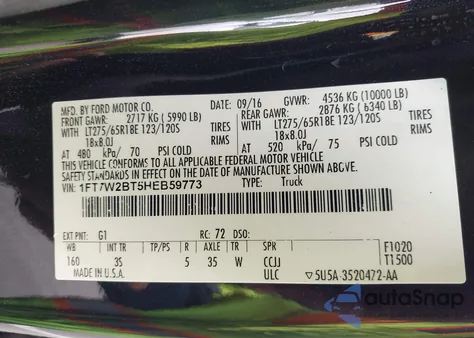 MFD. BY FORD MOTOR CO. 09/16 GVWR: 4536 KG (10000 LB)
FRONT GAWR: 2717 KG ( 5990 LB) REAR GAWR: 2876 KG ( 6340 LB)
WITH LT275/65R18E 123/120S TIRES WITH LT275/65R18E 123/120S TIRES
18x8.0J RIMS 18x8.0J RIMS
AT 480 kPa/ 70 PSI COLD AT 520 kPa/ 75 PSI COLD
THIS VEHICLE CONFORMS TO ALL APPLICABLE FEDERAL MOTOR VEHICLE
SAFETY STANDARDS IN EFFECT ON THE DATE OF MANUFACTURE SHOWN ABOVE.
VIN: 1FT7W2BT5HEB59773 TYPE: Truck
EXT PNT: G1 RC: 72 DSO:
WB INT TR TP/PS R AXLE TR SPR F1020
160 3S 5 35 W CCJJ T1500
MADE IN U.S.A. ULC 5U5A-3520472-AA
autoSnap